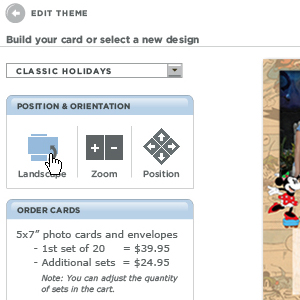 EDIT THEME
Build your card or select a new design
CLASSIC HOLIDAYS
POSITION & ORIENTATION
Landscape Zoom Position
ORDER CARDS
5x7" photo cards and envelopes
- 1st set of 20 = $39.95
- Additional sets = $24.95
Note: You can adjust the quantity
of sets in the cart.